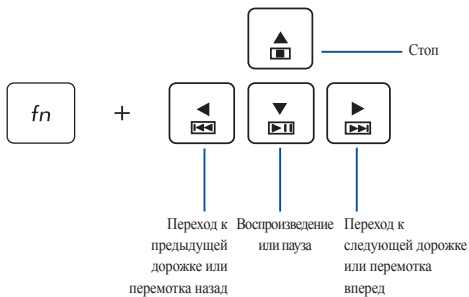 Стоп
fn
+
Переход к
предыдущей
дорожке или
перемотка назад
Воспроизведение
или пауза
Переход к
следующей дорожке
или перемотка
вперед